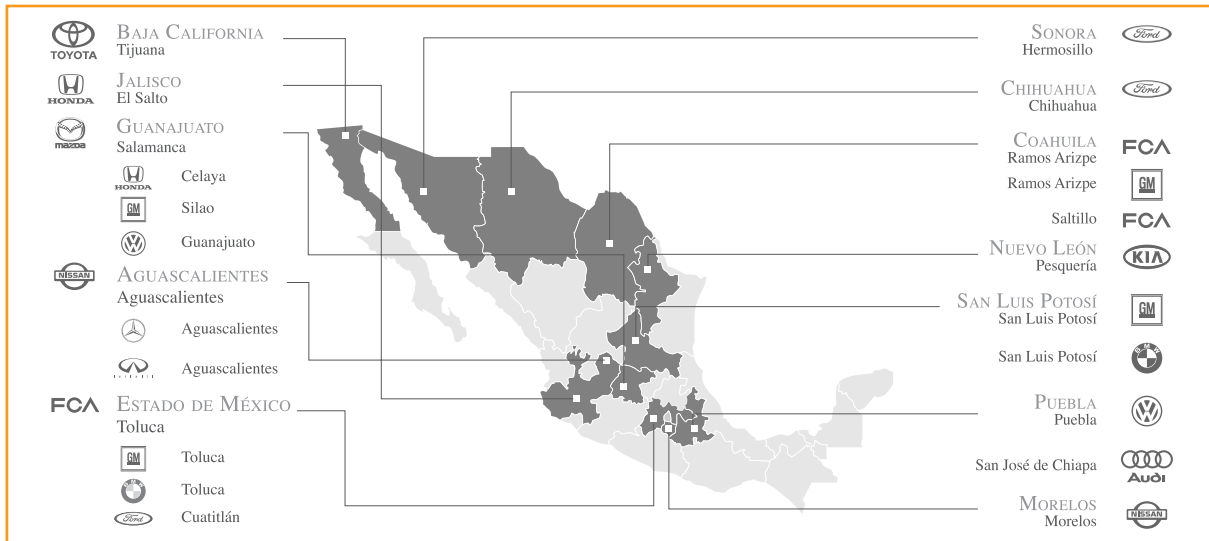 TOYOTA
BAJA CALIFORNIA
Tijuana
HONDA
JALISCO
El Salto
mazda
GUANAJUATO
Salamanca
HONDA
Celaya
GM
Silao
Guanajuato
NISSAN
AGUASCALIENTES
Aguascalientes
Aguascalientes
Aguascalientes
FCA
ESTADO DE MÉXICO
Toluca
GM
Toluca
BMW
Toluca
Ford
Cuatitlán
SONORA
Ford
Hermosillo
CHIHUAHUA
Ford
Chihuahua
COAHUILA
FCA
Ramos Arizpe
Ramos Arizpe
GM
Saltillo
FCA
NUEVO LEÓN
KIA
Pesquería
SAN LUIS POTOSÍ
GM
San Luis Potosí
San Luis Potosí
BMW
PUEBLA
Puebla
San José de Chiapa
Audi
MORELOS
NISSAN
Morelos